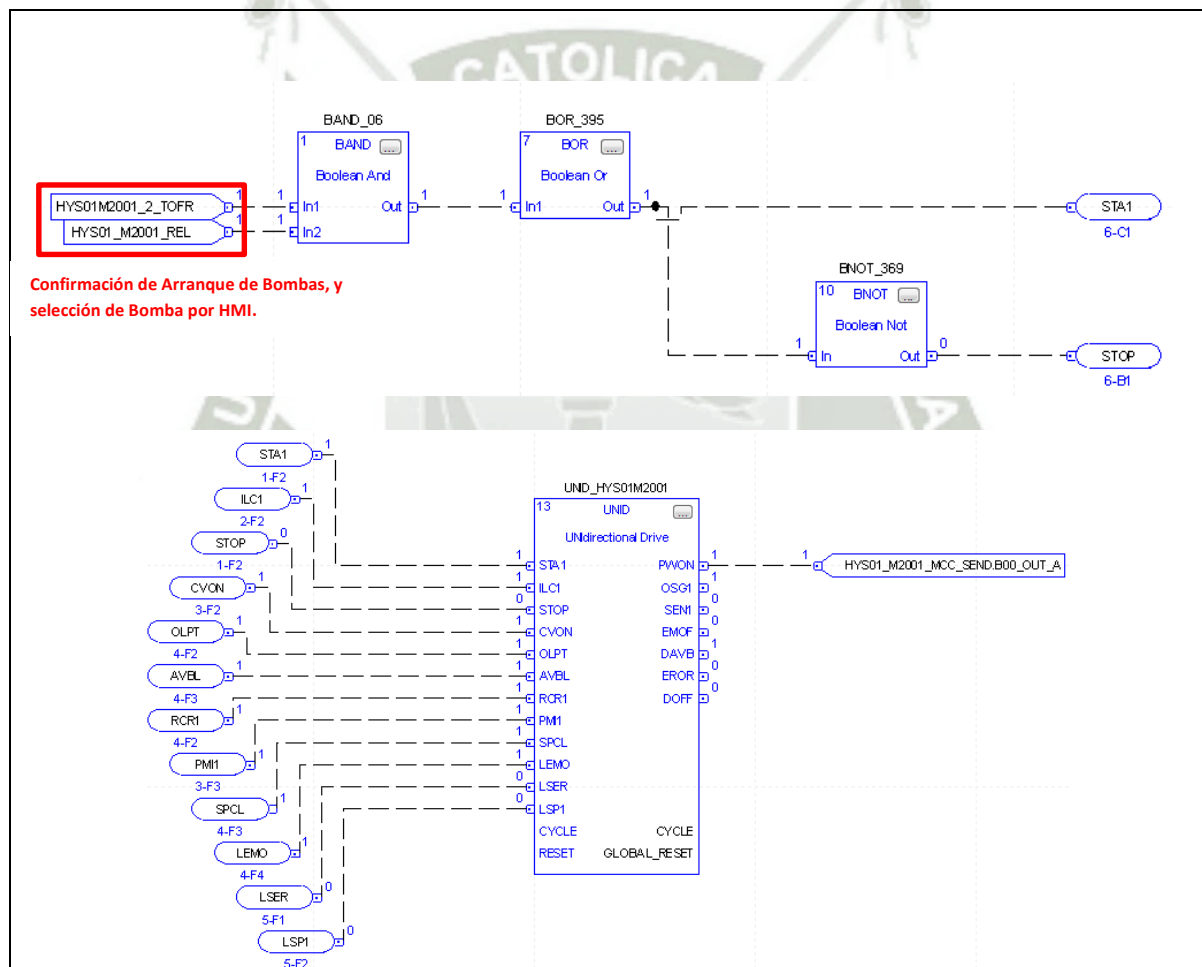 CATOLICA
BAND_06
BOR_395
1 BAND ...
7 BOR ...
Boolean And
Boolean Or
HYS01M2001_2_TOFR 1 1 In1 Out 1 1 In1 Out 1 STA1
HYS01_M2001_REL 1 1 In2
6-C1
Confirmación de Arranque de Bombas, y
selección de Bomba por HMI.
BNOT_369
10 BNOT ...
Boolean Not
1 In Out 0 STOP
6-B1
STA1 1
1-F2
ILC1 1
2-F2
STOP 0
1-F2
CVON 1
3-F2
OLPT 1
4-F2
AVBL 1
4-F3
RCR1 1
4-F2
PMI1 1
3-F3
SPCL 1
4-F3
LEMO 1
4-F4
LSER 0
5-F1
LSP1 0
5-F2
UNID_HYS01M2001
13 UNID ...
UNIdirectional Drive
1 STA1 PWON 1 1 HYS01_M2001_MCC_SEND.B00_OUT_A
1 ILC1 OSG1 1
0 STOP SEN1 0
1 CVON EMOF 0
1 OLPT DAVB 1
1 AVBL EROR 0
1 RCR1 DOFF 0
1 PMI1
1 SPCL
1 LEMO
0 LSER
0 LSP1
CYCLE CYCLE
RESET GLOBAL_RESET